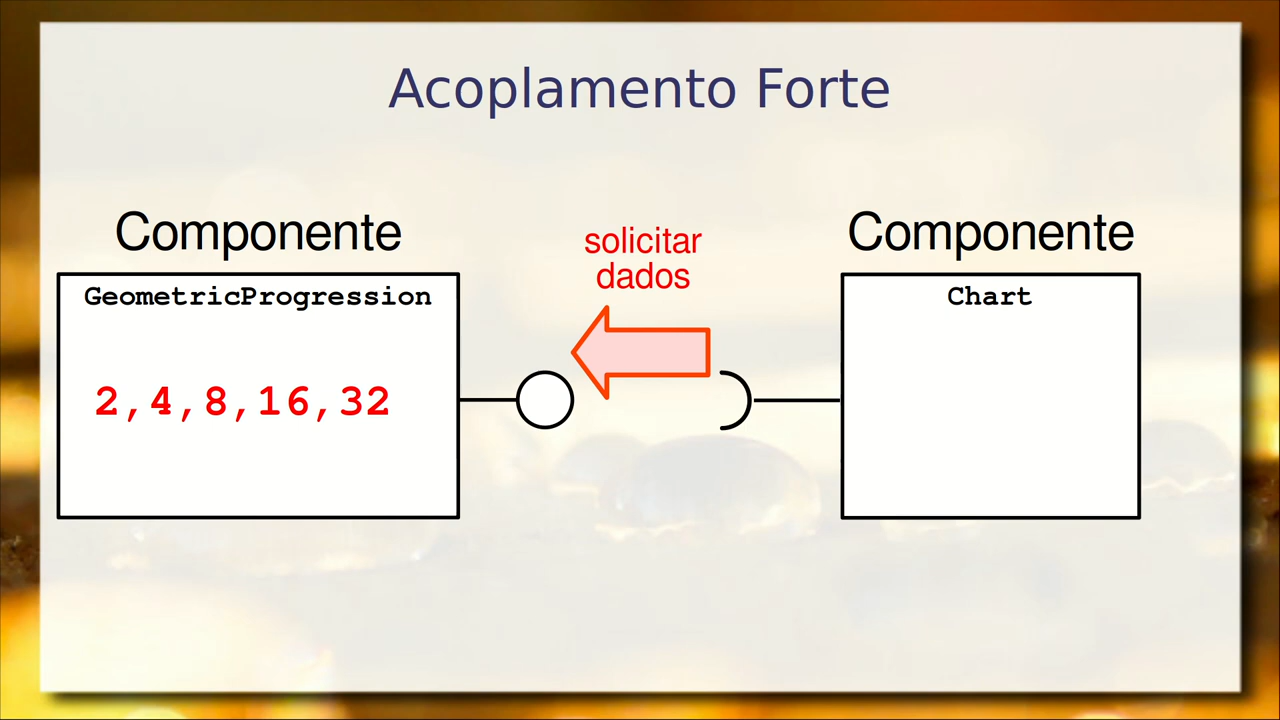 Acoplamento Forte
Componente
solicitar
dados
Componente
GeometricProgression
Chart
2,4,8,16,32